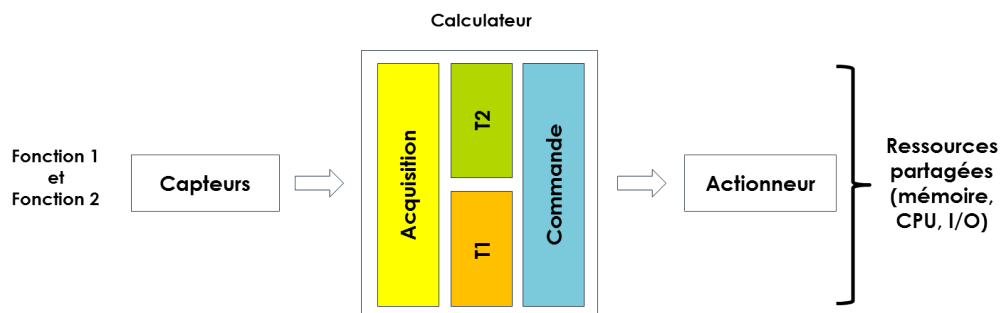 Calculateur
Fonction 1
et
Fonction 2
Capteurs
Acquisition
T2
T1
Commande
Actionneur
Ressources
partagées
(mémoire,
CPU, I/O)